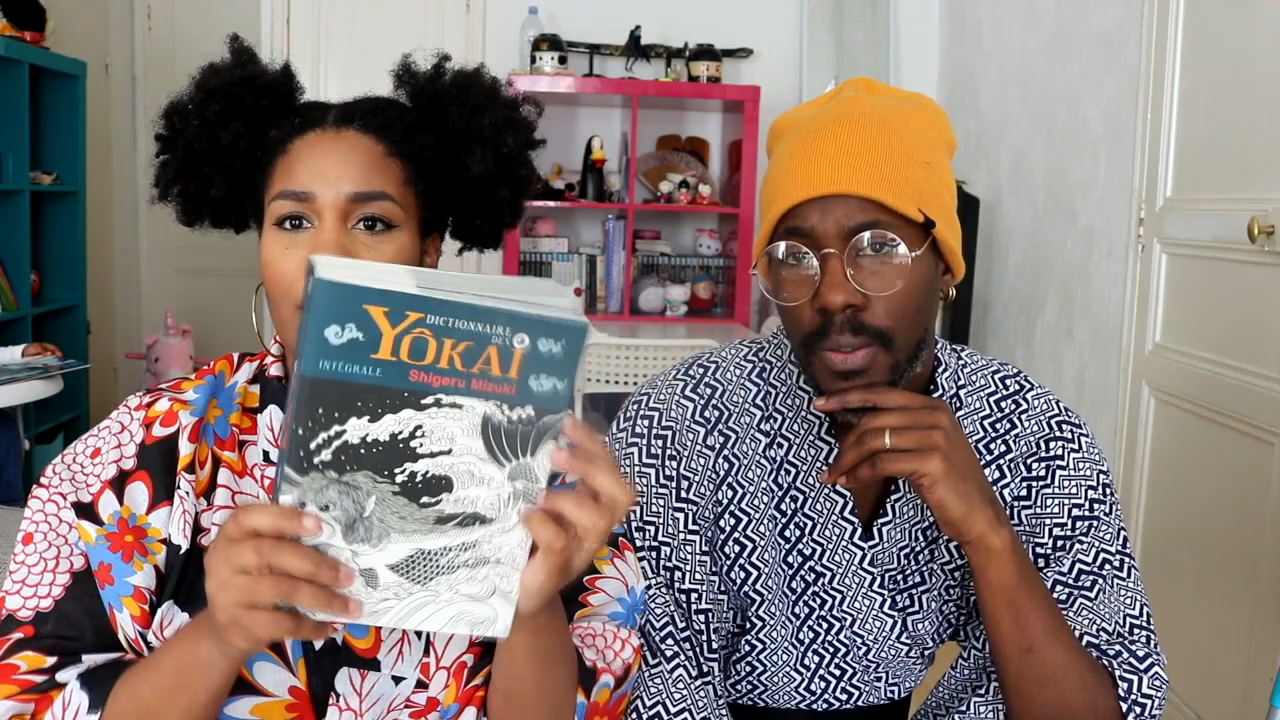 DICTIONNAIRE
DES
YÔKAI
INTÉGRALE
Shigeru Mizuki